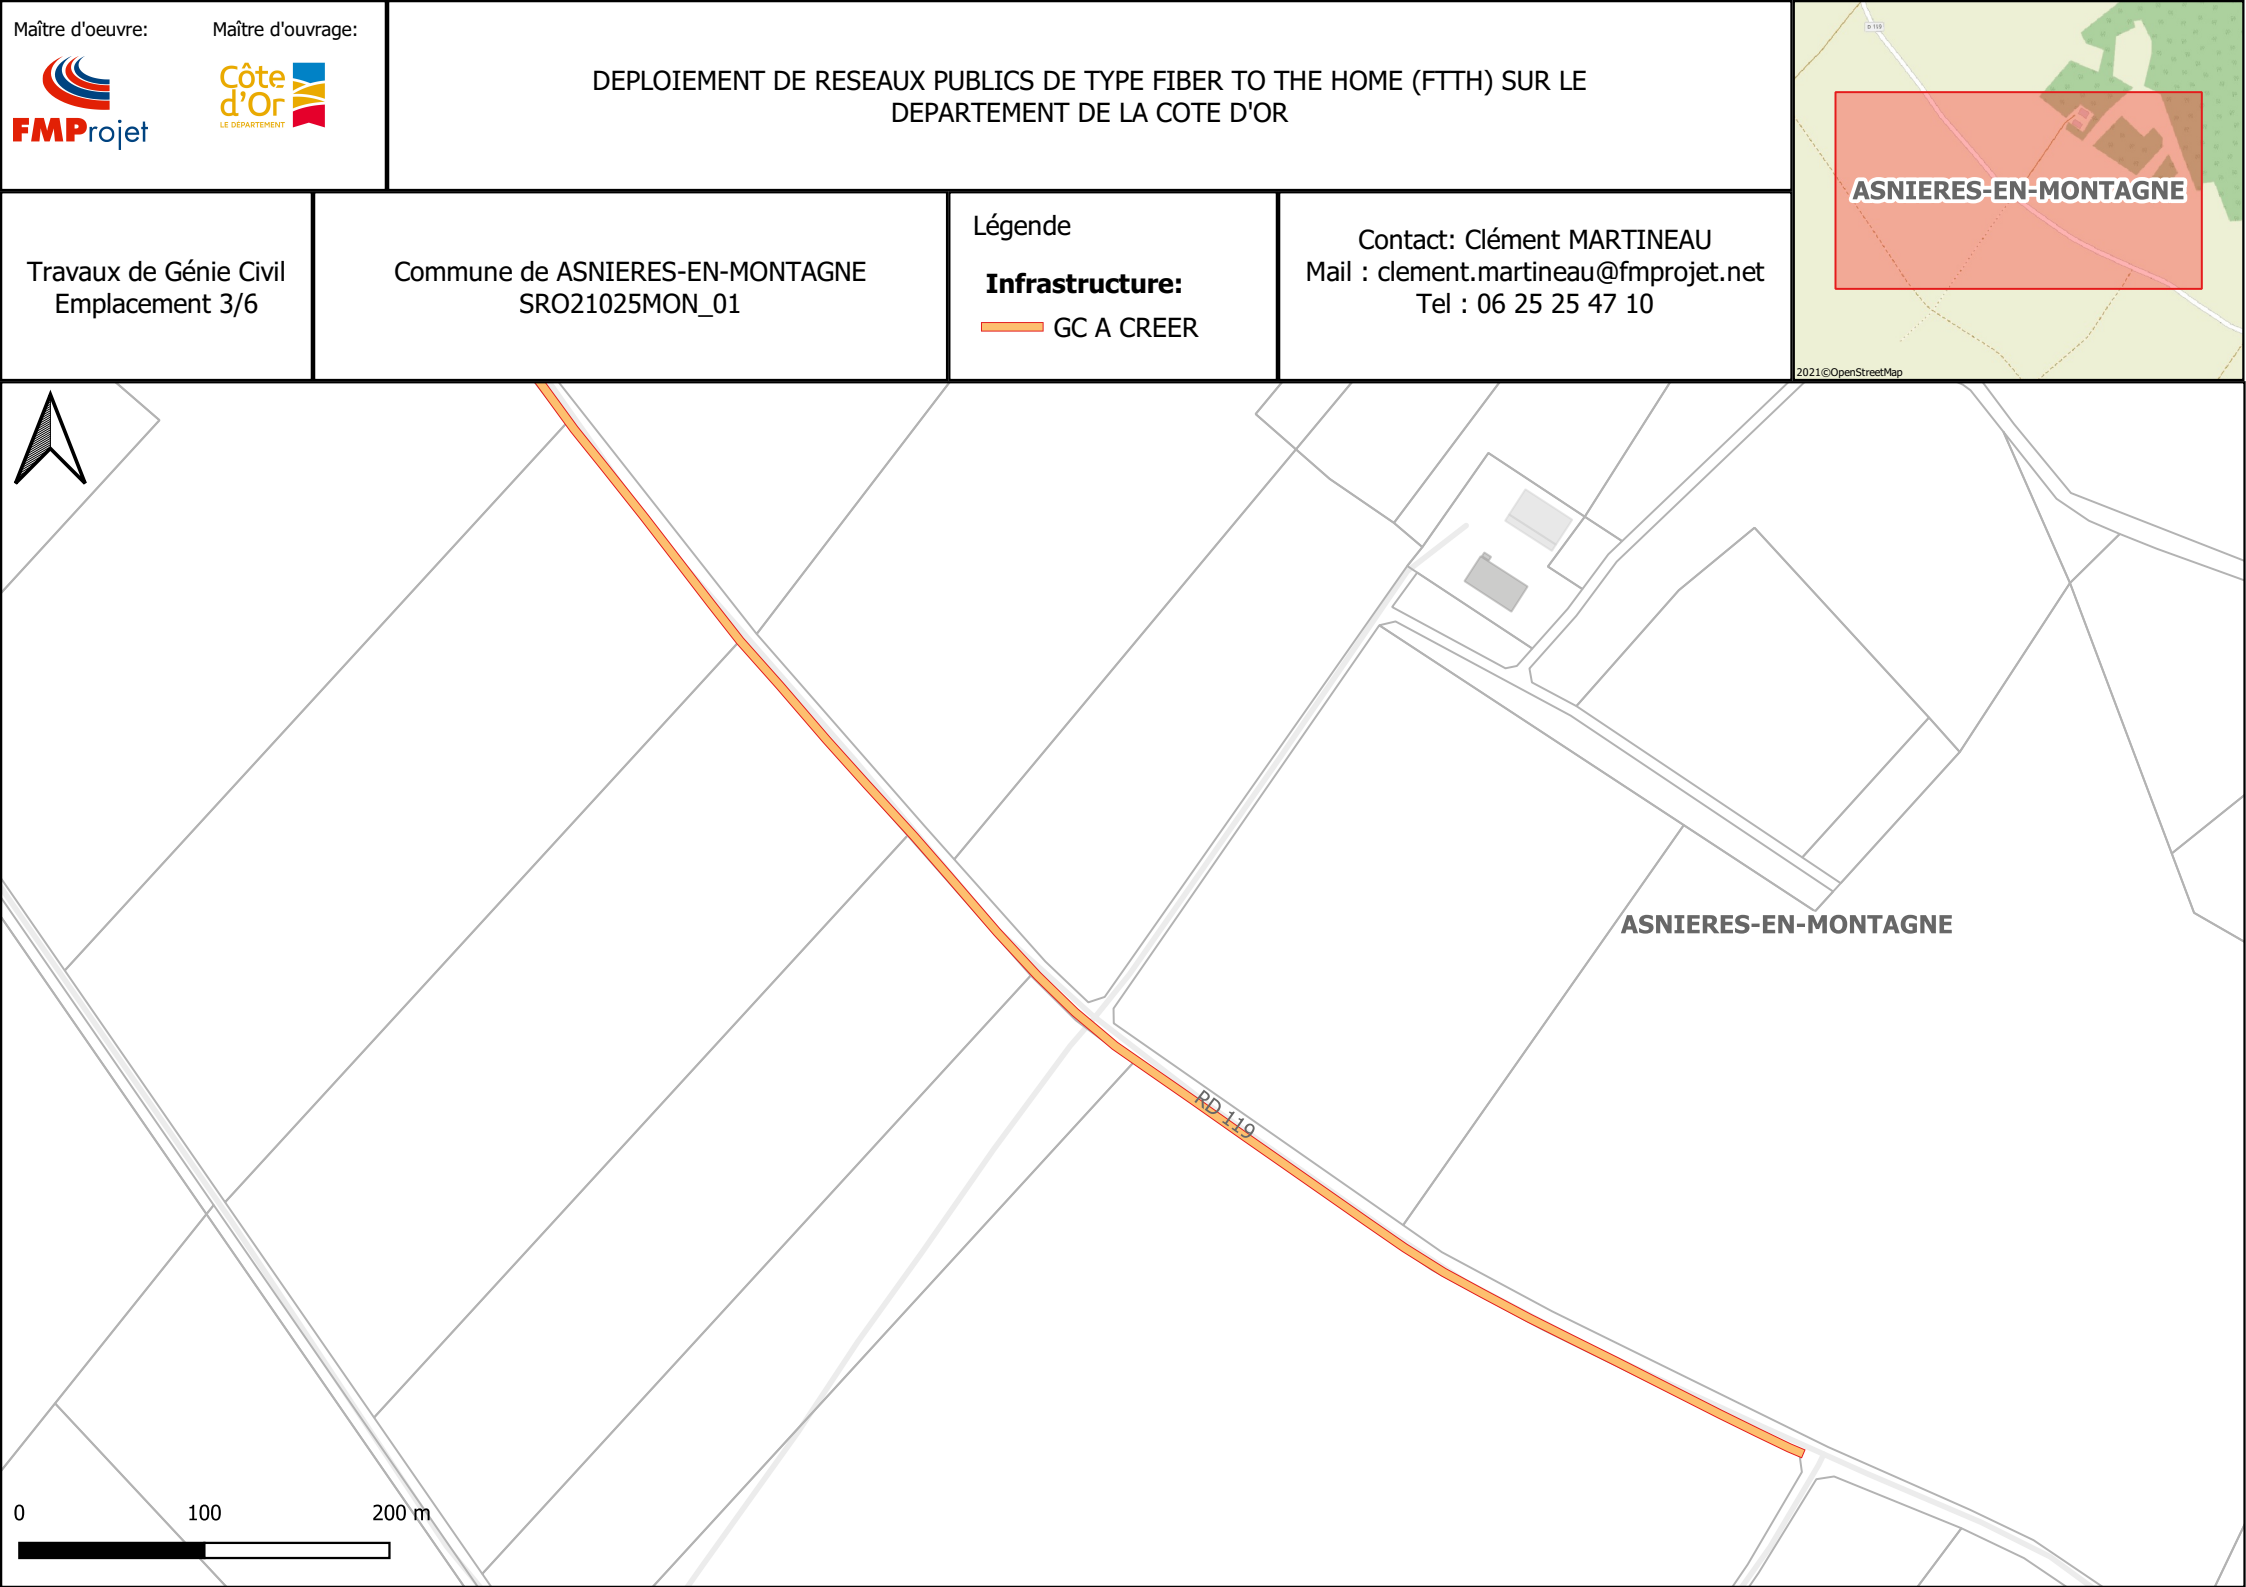 Maître d'oeuvre:
Maître d'ouvrage:
FMProjet
Côte
d'Or
LE DÉPARTEMENT
DEPLOIEMENT DE RESEAUX PUBLICS DE TYPE FIBER TO THE HOME (FTTH) SUR LE
DEPARTEMENT DE LA COTE D'OR
D 119
ASNIERES-EN-MONTAGNE
2021©OpenStreetMap
Travaux de Génie Civil
Emplacement 3/6
Commune de ASNIERES-EN-MONTAGNE
SRO21025MON_01
Légende
Infrastructure:
GC A CREER
Contact: Clément MARTINEAU
Mail : clement.martineau@fmprojet.net
Tel : 06 25 25 47 10
ASNIERES-EN-MONTAGNE
RD 119
0 100 200 m